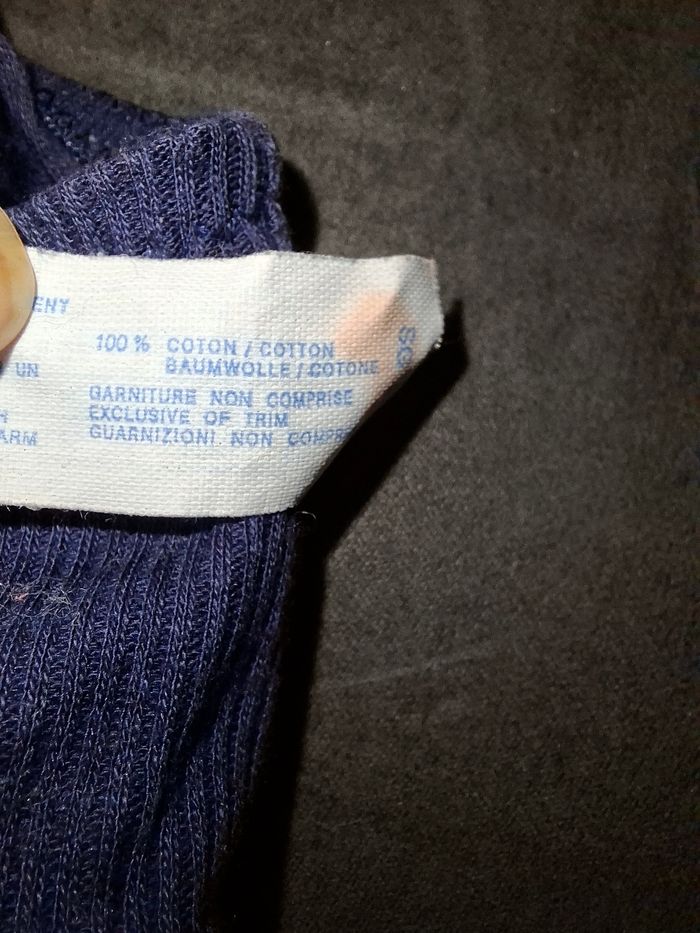 100 % COTON / COTTON
BAUMWOLLE / COTONE
GARNITURE NON COMPRISE
EXCLUSIVE OF TRIM
GUARNIZIONI NON COMPR
ENT
UN
ARM